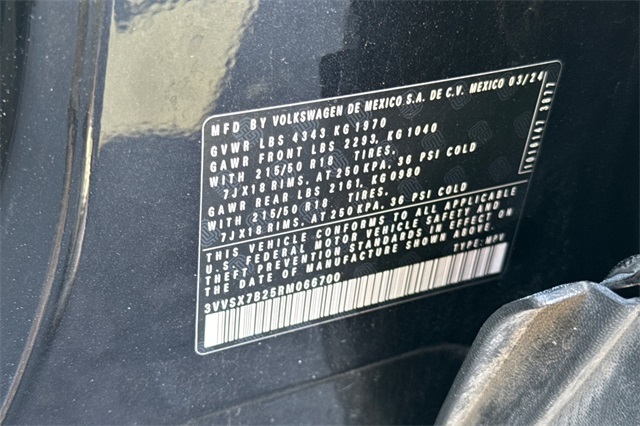 MFD BY VOLKSWAGEN DE MEXICO S.A. DE C.V. MEXICO 03/24
GVWR LBS 4343 KG 1970
GAWR FRONT LBS 2293, KG 1040
WITH 215/50 R18 TIRES,
7JX18 RIMS, AT 250 KPA, 36 PSI COLD
GAWR REAR LBS 2161, KG0980
WITH 215/50 R18 TIRES,
7JX18 RIMS, AT 250 KPA, 36 PSI COLD
THIS VEHICLE CONFORMS TO ALL APPLICABLE
U.S. FEDERAL MOTOR VEHICLE SAFETY AND
THEFT PREVENTION STANDARDS IN EFFECT ON
THE DATE OF MANUFACTURE SHOWN ABOVE.
3VVSX7B25RM066700 TYPE: MPV